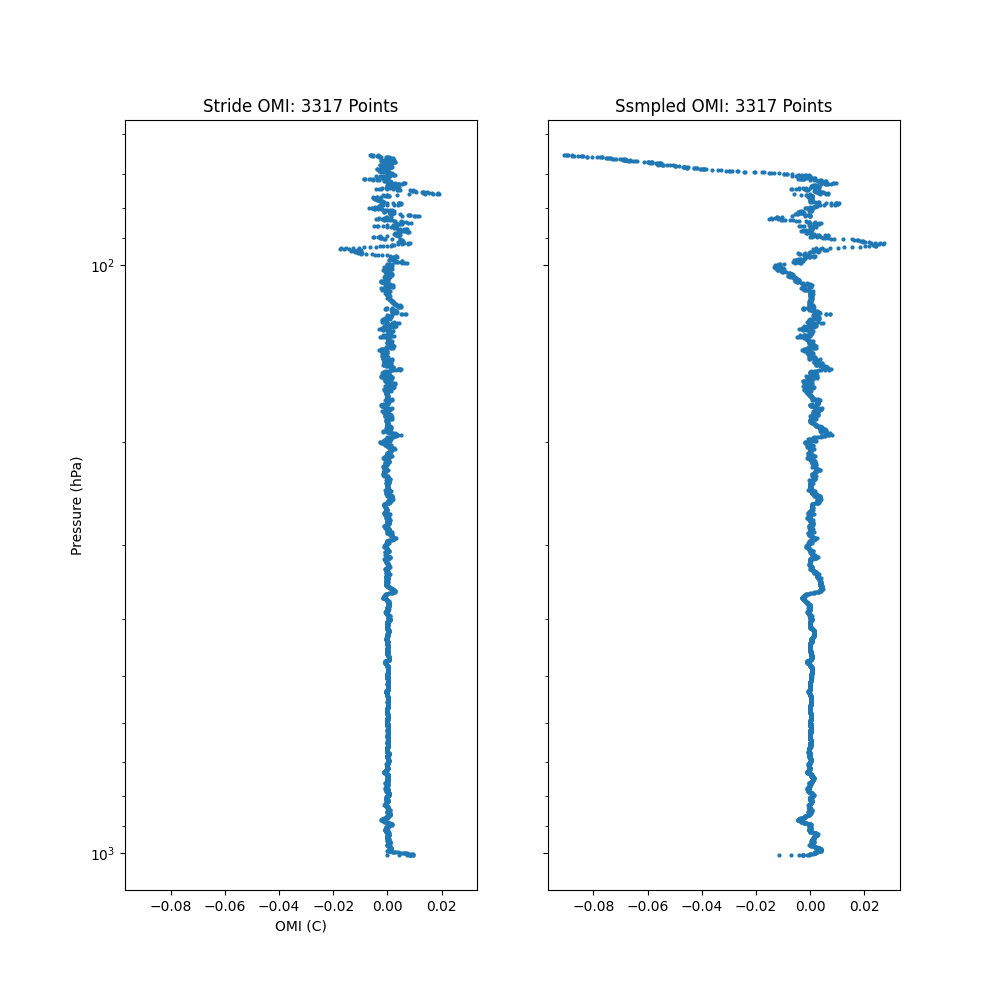 Stride OMI: 3317 Points
Ssmpled OMI: 3317 Points
Pressure (hPa)
10²
10³
−0.08 −0.06 −0.04 −0.02 0.00 0.02
−0.08 −0.06 −0.04 −0.02 0.00 0.02
OMI (C)